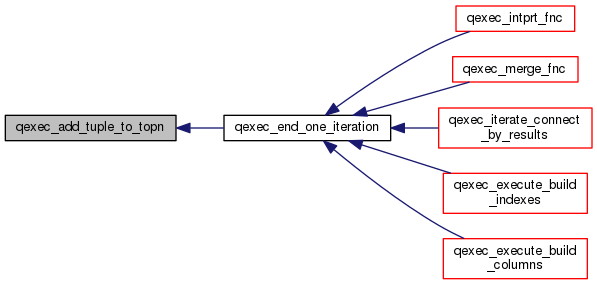 qexec_intprt_fnc
qexec_merge_fnc
qexec_add_tuple_to_topn
qexec_end_one_iteration
qexec_iterate_connect
_by_results
qexec_execute_build
_indexes
qexec_execute_build
_columns